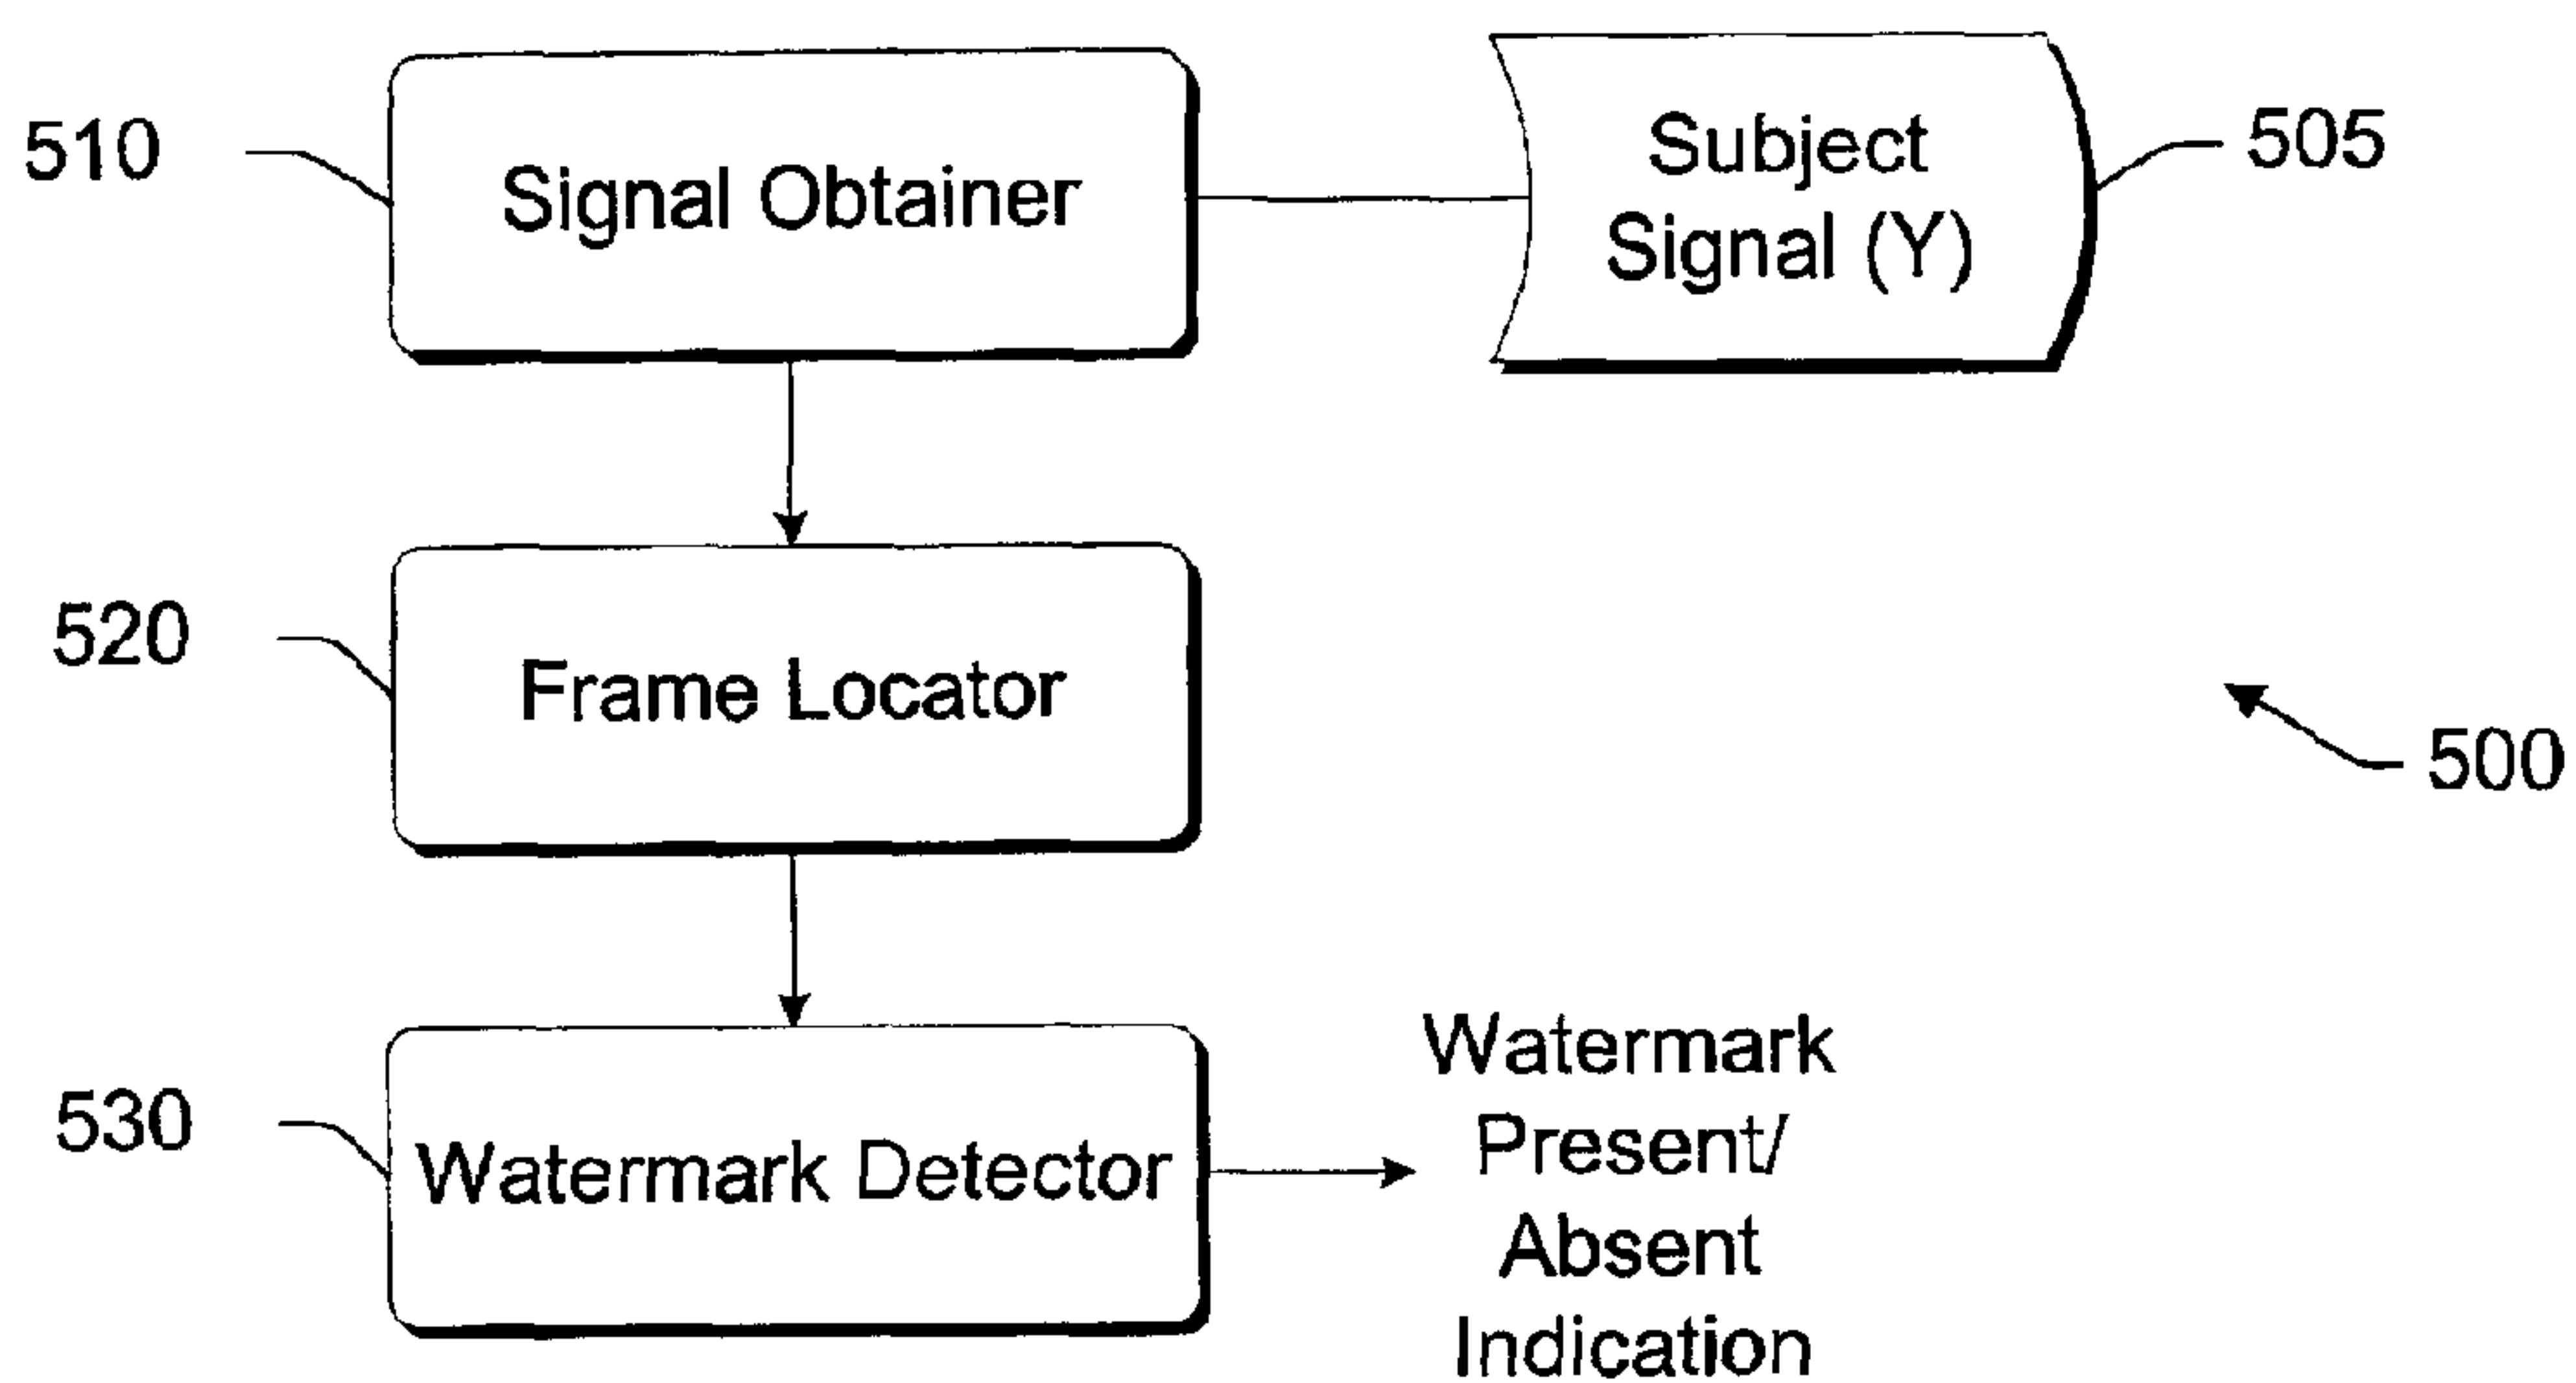 510
Signal Obtainer
Subject
Signal (Y)
505
520
Frame Locator
500
530
Watermark Detector
Watermark
Present/
Absent
Indication